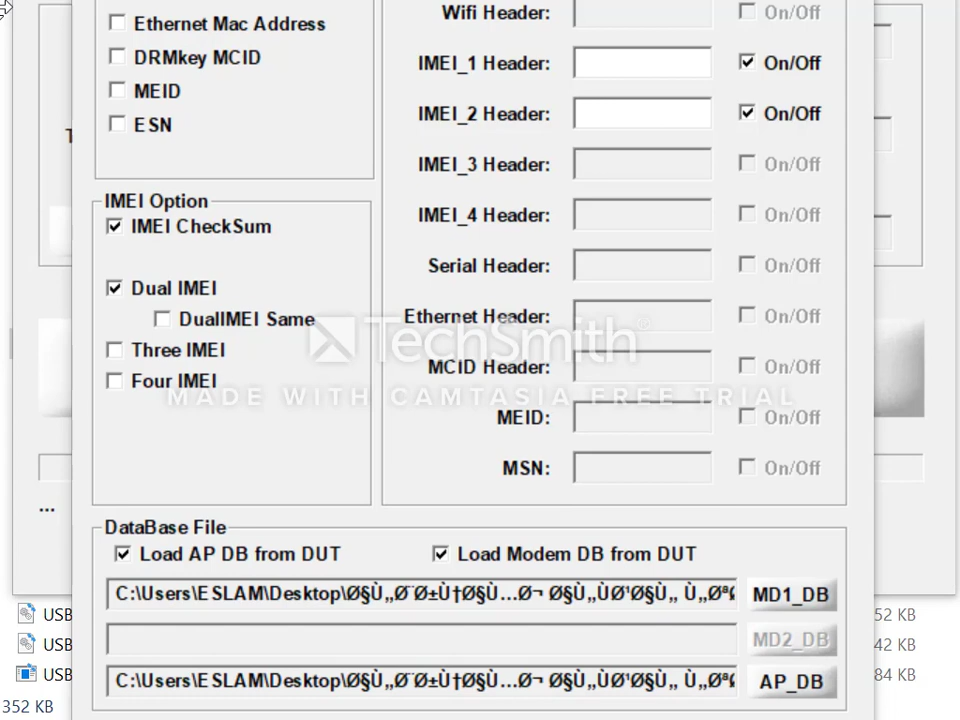 Wifi Header:
On/Off
Ethernet Mac Address
DRMkey MCID
MEID
ESN
IMEI_1 Header:
On/Off
IMEI_2 Header:
On/Off
IMEI_3 Header:
On/Off
IMEI_4 Header:
On/Off
Serial Header:
On/Off
Ethernet Header:
On/Off
MCID Header:
On/Off
MEID:
On/Off
MSN:
On/Off
IMEI Option
IMEI CheckSum
Dual IMEI
DualIMEI Same
Three IMEI
Four IMEI
TechSmith®
MADE WITH CAMTASIA FREE TRIAL
...
DataBase File
Load AP DB from DUT
Load Modem DB from DUT
C:\Users\ESLAM\Desktop\Ø§Ù„Ø¨Ø±Ù†Ø§Ù…Ø¬ Ø§Ù„ÙØ¹Ø§Ù„ Ù„Øª
MD1_DB
MD2_DB
C:\Users\ESLAM\Desktop\Ø§Ù„Ø¨Ø±Ù†Ø§Ù…Ø¬ Ø§Ù„ÙØ¹Ø§Ù„ Ù„Øª
AP_DB
USB
52 KB
USB
42 KB
USB
84 KB
352 KB